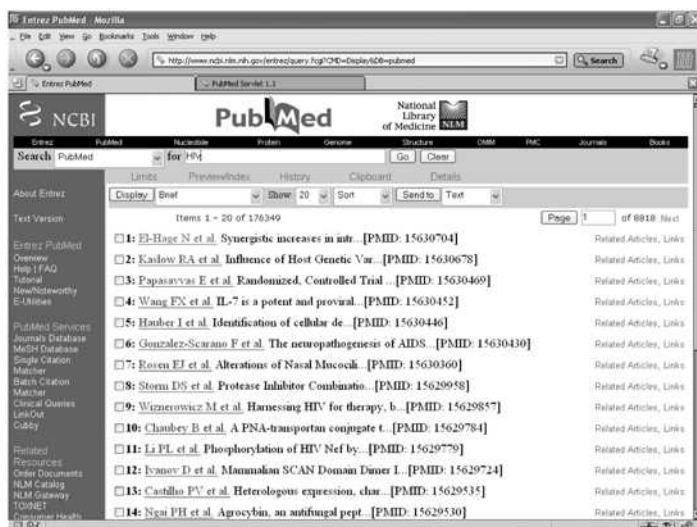 Entrez PubMed - Mozilla
File Edit View Go Bookmarks Tools Window Help
http://www.ncbi.nlm.nih.gov/entrez/query.fcgi?CMD=Display&DB=pubmed Search
Entrez PubMed PubMed Servlet 1.1
NCBI PubMed National Library of Medicine NLM
Entrez PubMed Nucleotide Protein Genome Structure OMIM PMC Journals Books
Search PubMed for HIV Go Clear
Limits Preview/Index History Clipboard Details
About Entrez
Display Brief Show: 20 Sort Send to Text
Text Version
Items 1 - 20 of 176349 Page 1 of 8818 Next
1: El-Hage N et al. Synergistic increases in intr...[PMID: 15630704] Related Articles, Links
Entrez PubMed
Overview
2: Kaslow RA et al. Influence of Host Genetic Var...[PMID: 15630678] Related Articles, Links
Help | FAQ
Tutorial
3: Papasavvas E et al. Randomized, Controlled Trial ...[PMID: 15630469] Related Articles, Links
New/Noteworthy
E-Utilities
4: Wang FX et al. IL-7 is a potent and proviral...[PMID: 15630452] Related Articles, Links
PubMed Services
5: Hauber I et al. Identification of cellular de...[PMID: 15630446] Related Articles, Links
Journals Database
MeSH Database
6: Gonzalez-Scarano F et al. The neuropathogenesis of AIDS...[PMID: 15630430] Related Articles, Links
Single Citation
Matcher
7: Rosen EJ et al. Alterations of Nasal Mucocili...[PMID: 15630360] Related Articles, Links
Batch Citation
Matcher
8: Storm DS et al. Protease Inhibitor Combinatio...[PMID: 15629958] Related Articles, Links
Clinical Queries
LinkOut
9: Wiznerowicz M et al. Harnessing HIV for therapy, b...[PMID: 15629857] Related Articles, Links
Cubby
10: Chaubey B et al. A PNA-transportan conjugate t...[PMID: 15629784] Related Articles, Links
Related
11: Li PL et al. Phosphorylation of HIV Nef by...[PMID: 15629779] Related Articles, Links
Resources
Order Documents
12: Ivanov D et al. Mammalian SCAN Domain Dimer I...[PMID: 15629724] Related Articles, Links
NLM Catalog
NLM Gateway
13: Castilho PV et al. Heterologous expression, char...[PMID: 15629535] Related Articles, Links
TOXNET
Consumer Health
14: Ngai PH et al. Agrocybin, an antifungal pept...[PMID: 15629530] Related Articles, Links